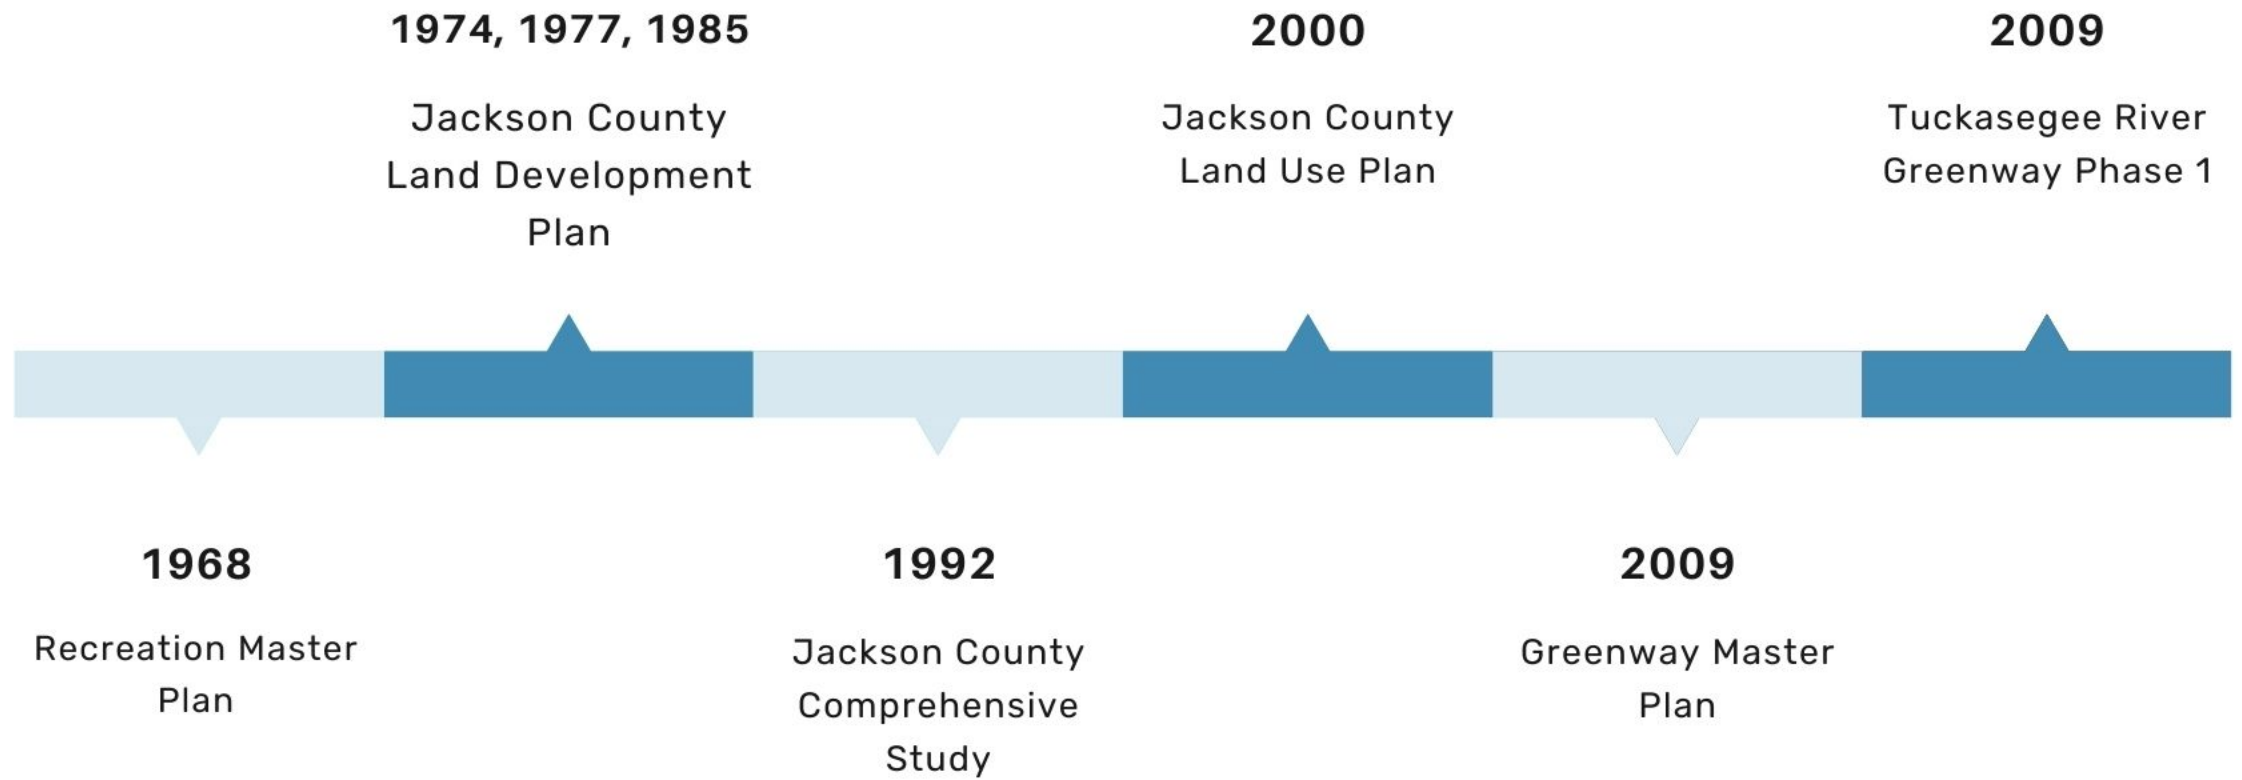 1974, 1977, 1985
Jackson County
Land Development
Plan
2000
Jackson County
Land Use Plan
2009
Tuckasegee River
Greenway Phase 1
1968
Recreation Master
Plan
1992
Jackson County
Comprehensive
Study
2009
Greenway Master
Plan